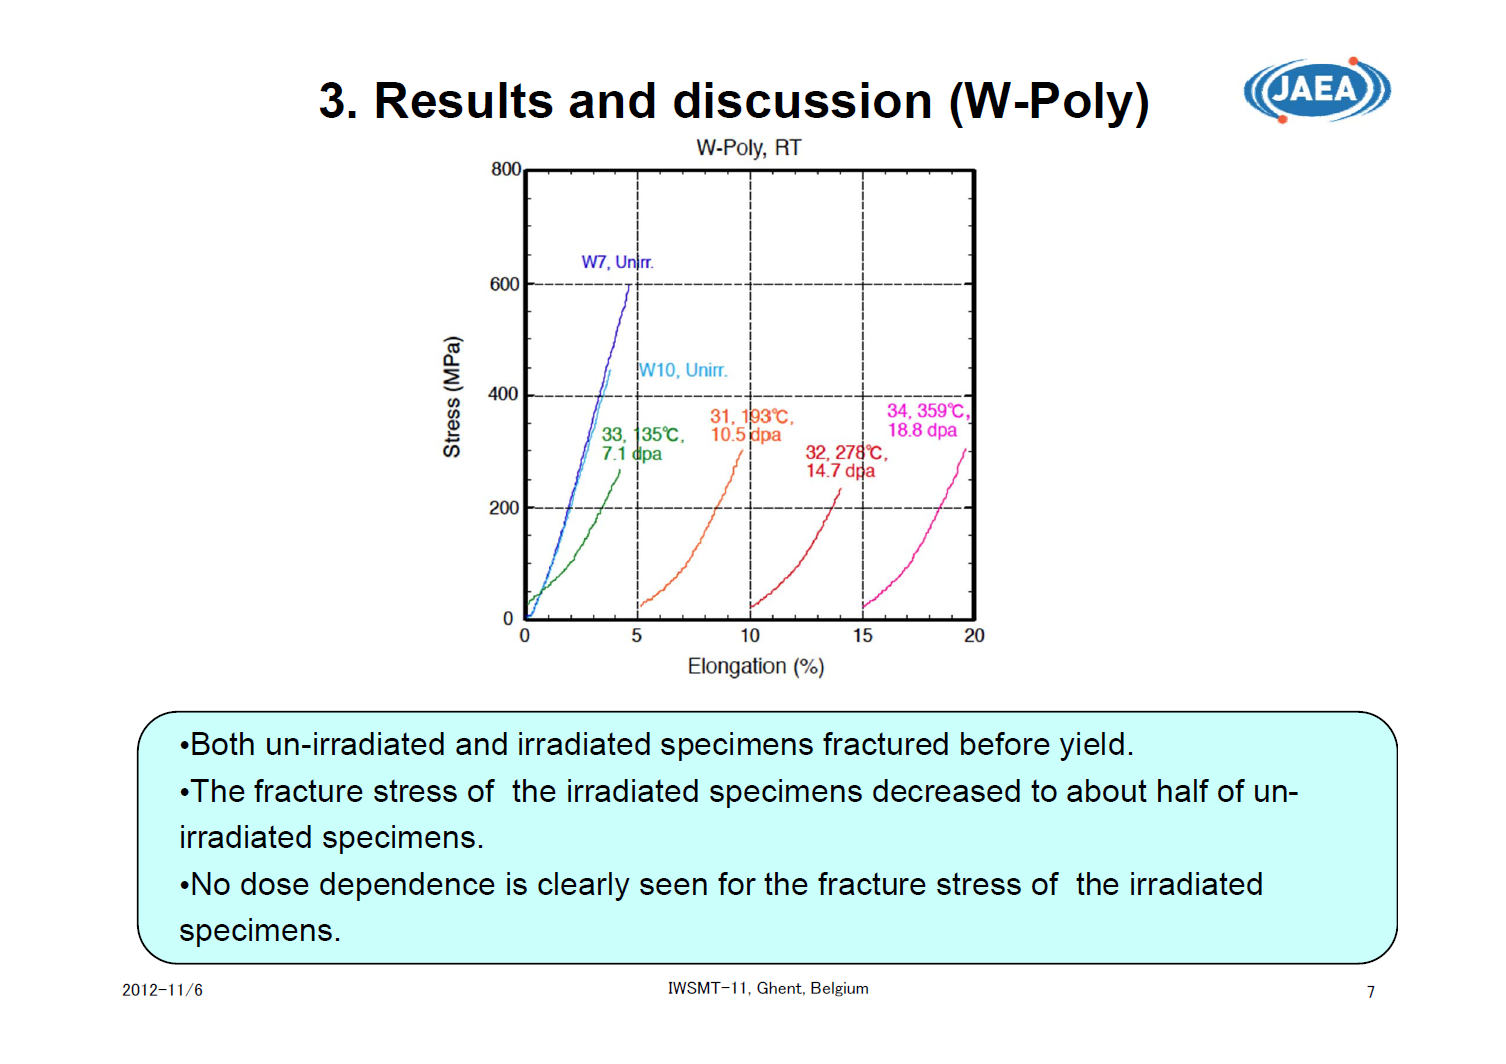 3. Results and discussion (W-Poly)
JAEA
W-Poly, RT
800
600
400
200
0
Stress (MPa)
W7, Unirr.
W10, Unirr.
33, 135℃,
7.1 dpa
31, 193℃,
10.5 dpa
32, 278℃,
14.7 dpa
34, 359℃,
18.8 dpa
0 5 10 15 20
Elongation (%)
•Both un-irradiated and irradiated specimens fractured before yield.
•The fracture stress of  the irradiated specimens decreased to about half of un-
irradiated specimens.
•No dose dependence is clearly seen for the fracture stress of  the irradiated
specimens.
2012-11/6 IWSMT-11, Ghent, Belgium 7